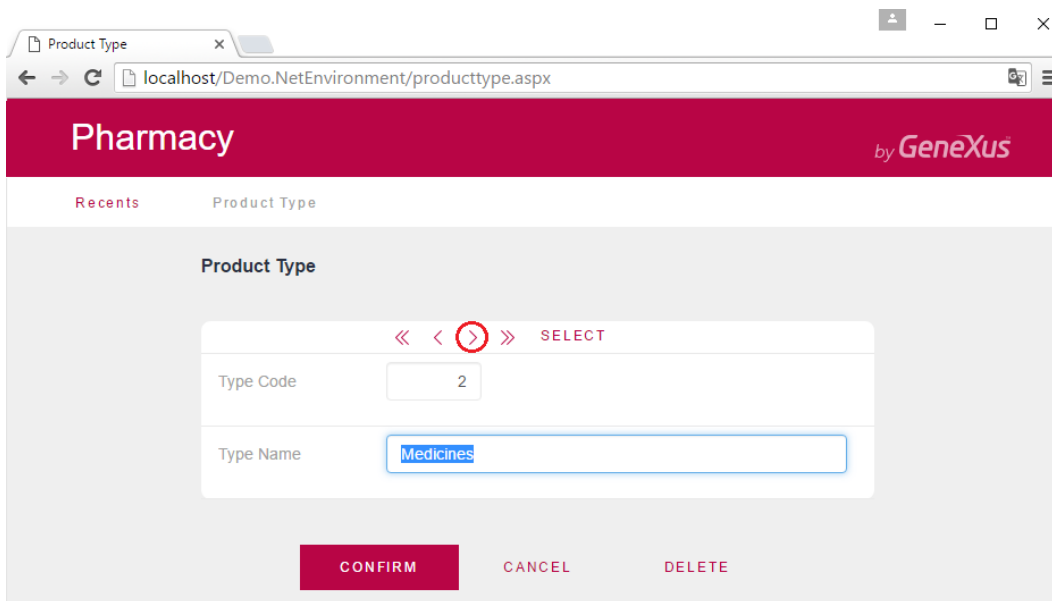 Product Type
localhost/Demo.NetEnvironment/producttype.aspx
Pharmacy
by GeneXus
Recents Product Type
Product Type
SELECT
Type Code 2
Type Name Medicines
CONFIRM CANCEL DELETE